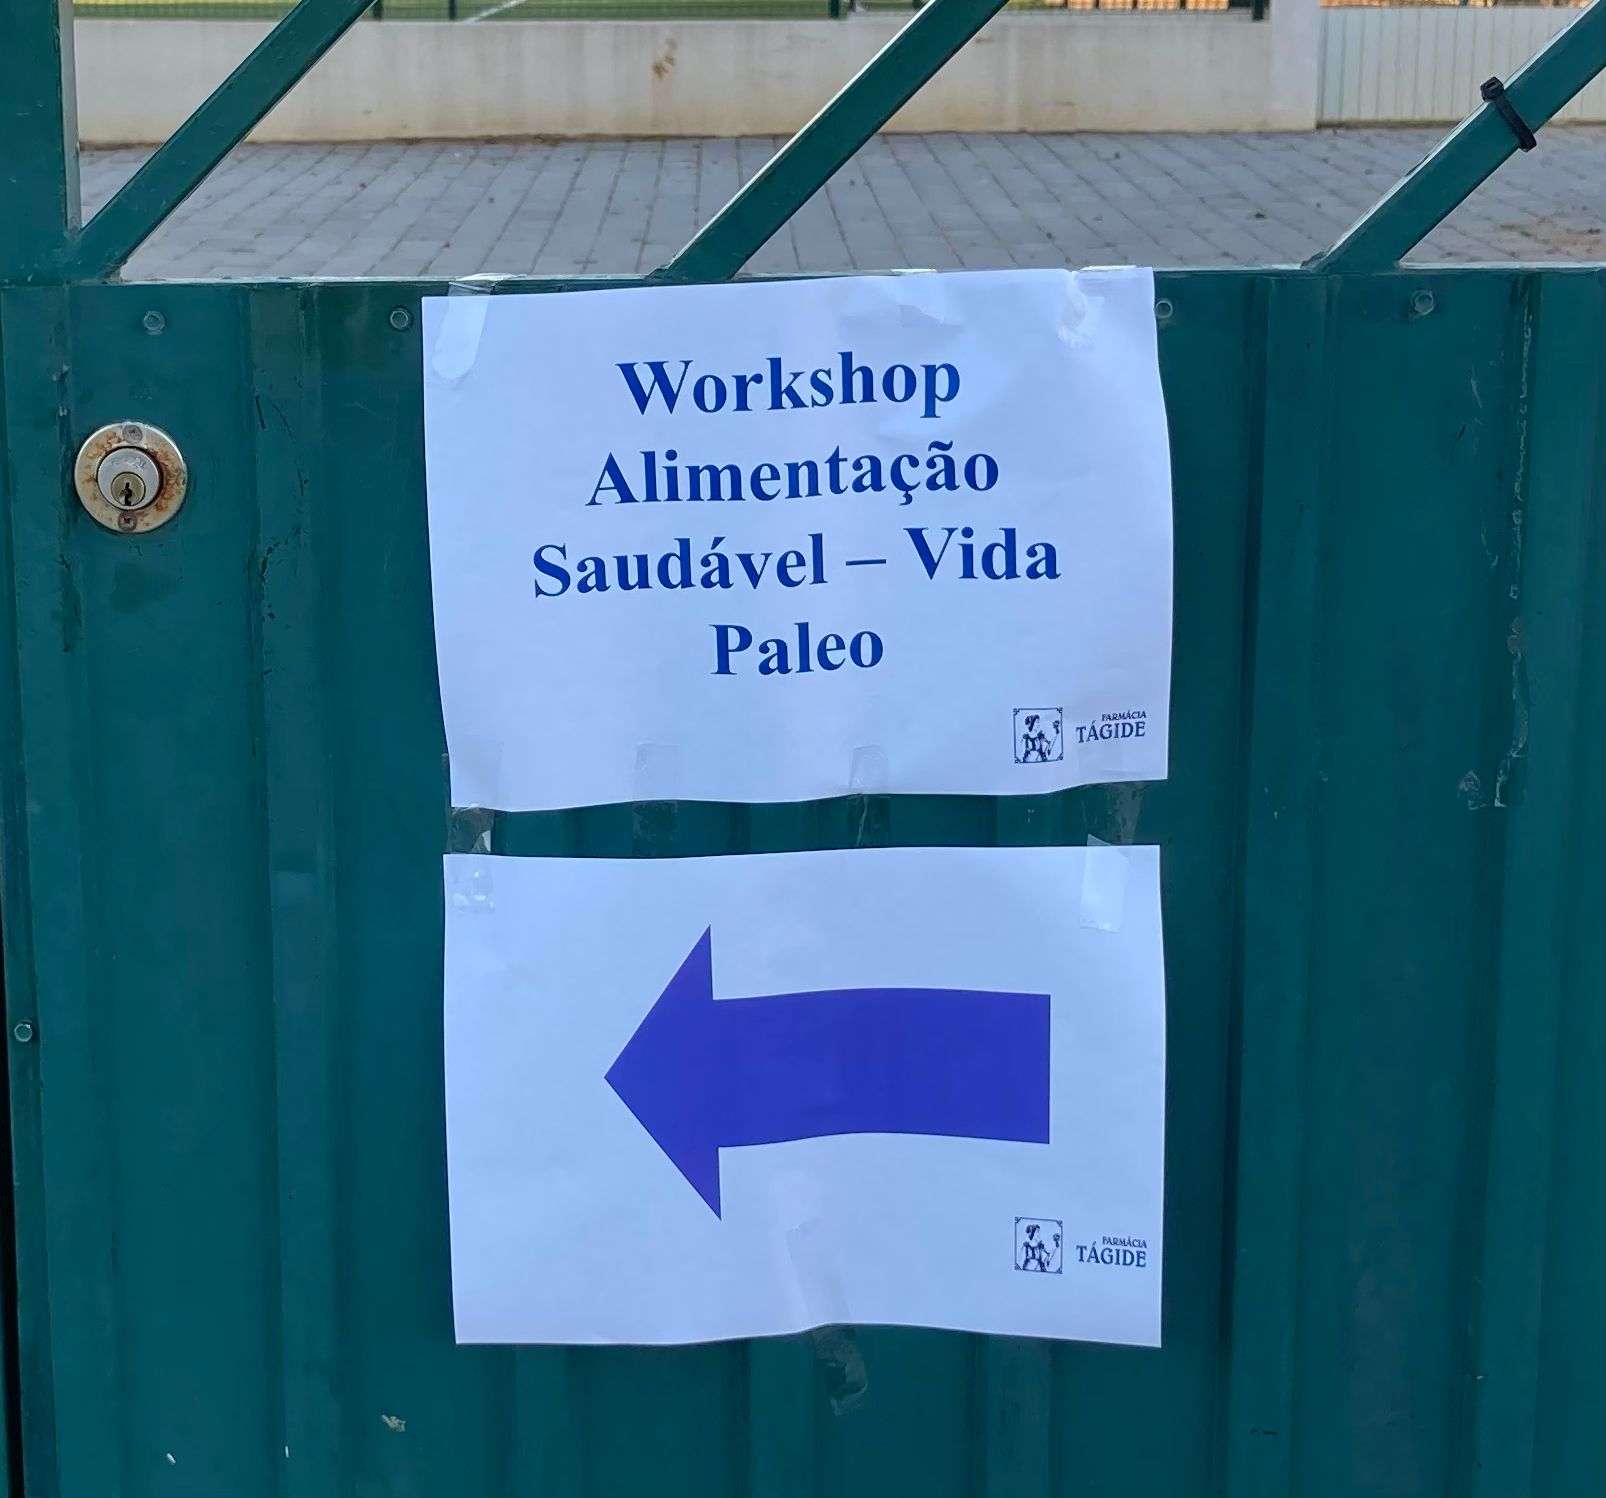 Workshop
Alimentação
Saudável – Vida
Paleo
FARMÁCIA
TÁGIDE
FARMÁCIA
TÁGIDE